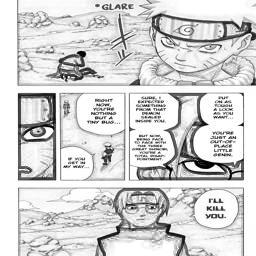 *GLARE
PUT ON
AS TOUGH
A LOOK
AS YOU
WANT...
YOU'RE
JUST AN
OUT-OF-
PLACE
LITTLE
GENIN.
SURE, I
EXPECTED
SOMETHING
FROM THAT
DEMON
SEALED
INSIDE YOU.
BUT NOW,
BEING FACE
TO FACE WITH
THE THREE
GREAT SHINOBI,
YOU'RE A
TOTAL DISAP-
POINTMENT.
RIGHT
NOW,
YOU'RE
NOTHING
BUT A
TINY BUG...
IF YOU
GET IN
MY WAY...
I'LL
KILL
YOU.